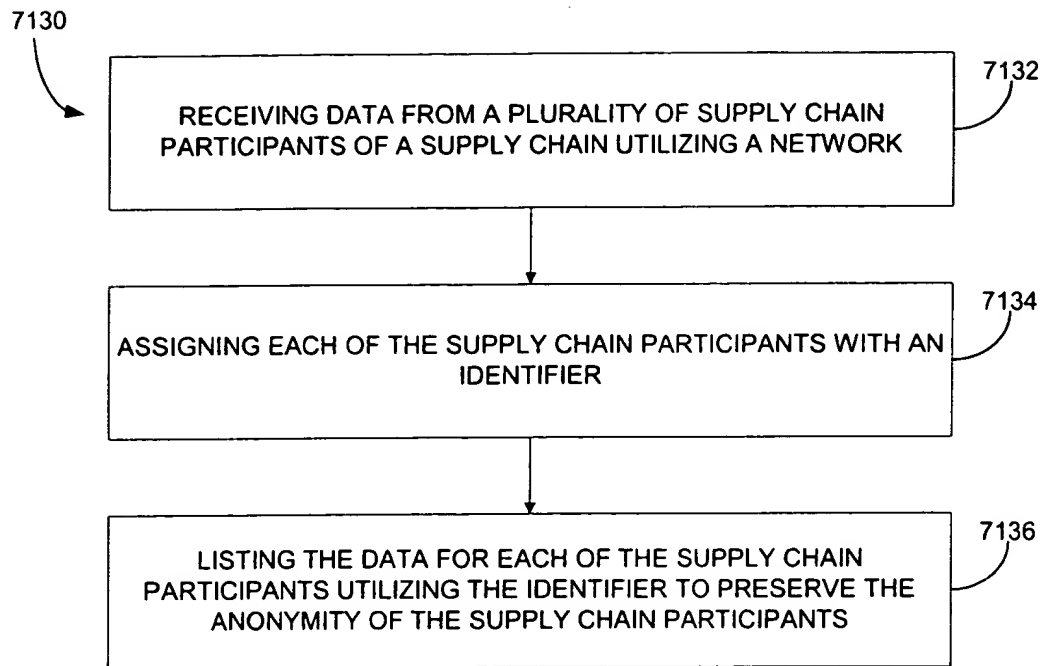 7130
7132
RECEIVING DATA FROM A PLURALITY OF SUPPLY CHAIN
PARTICIPANTS OF A SUPPLY CHAIN UTILIZING A NETWORK
7134
ASSIGNING EACH OF THE SUPPLY CHAIN PARTICIPANTS WITH AN
IDENTIFIER
7136
LISTING THE DATA FOR EACH OF THE SUPPLY CHAIN
PARTICIPANTS UTILIZING THE IDENTIFIER TO PRESERVE THE
ANONYMITY OF THE SUPPLY CHAIN PARTICIPANTS